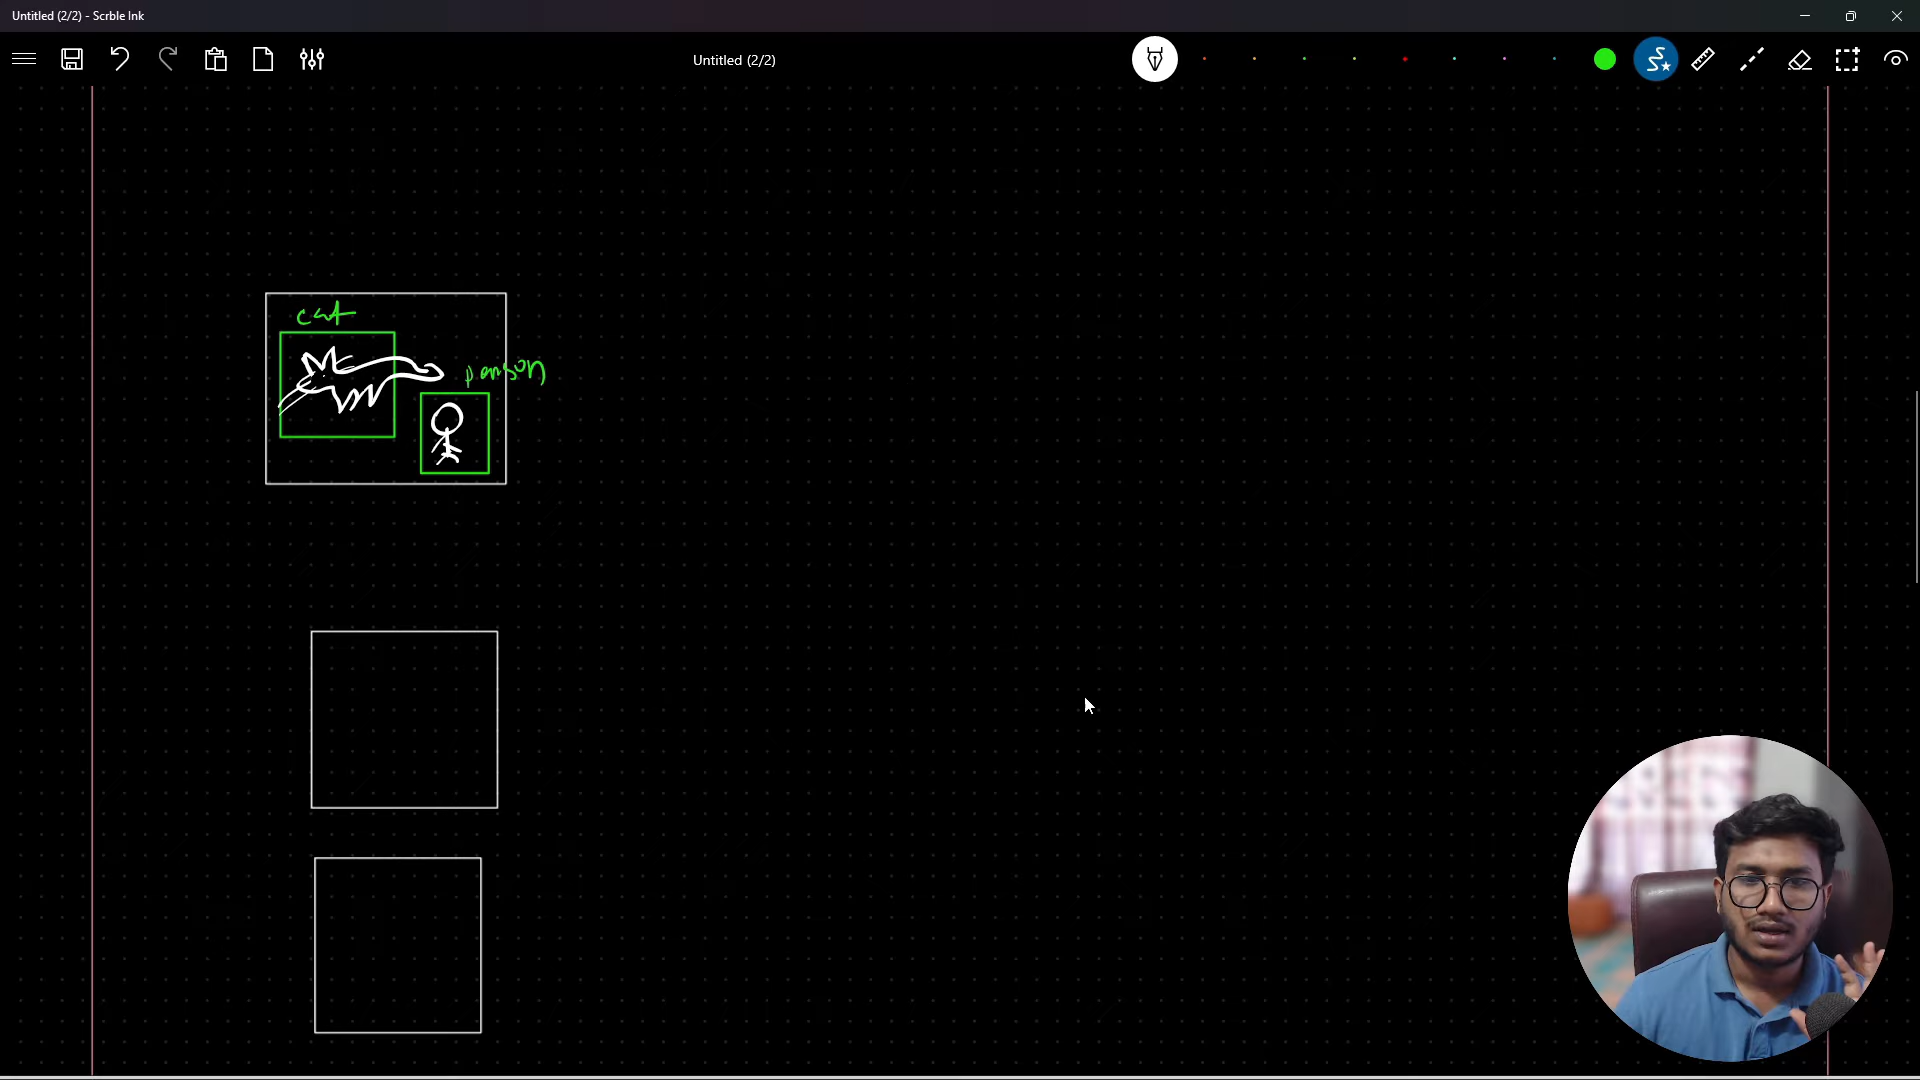 Untitled (2/2) - Scrble Ink
Untitled (2/2)
cat
person